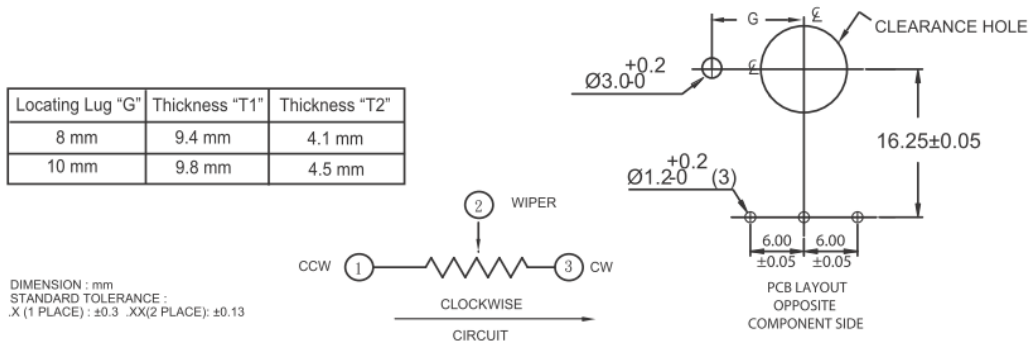 Locating Lug “G” Thickness “T1” Thickness “T2”
8 mm 9.4 mm 4.1 mm
10 mm 9.8 mm 4.5 mm
DIMENSION : mm
STANDARD TOLERANCE :
.X (1 PLACE) : ±0.3 .XX(2 PLACE): ±0.13
2 WIPER
CCW 1 3 CW
CLOCKWISE
CIRCUIT
G ℄
CLEARANCE HOLE
℄
+0.2
Ø3.0-0
16.25±0.05
+0.2
Ø1.2-0 (3)
6.00 6.00
±0.05 ±0.05
PCB LAYOUT
OPPOSITE
COMPONENT SIDE